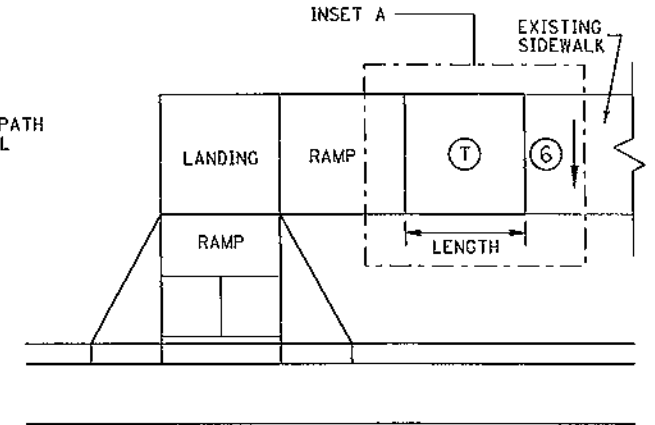 INSET A
EXISTING
SIDEWALK
PATH
L
LANDING
RAMP
T
6
RAMP
LENGTH